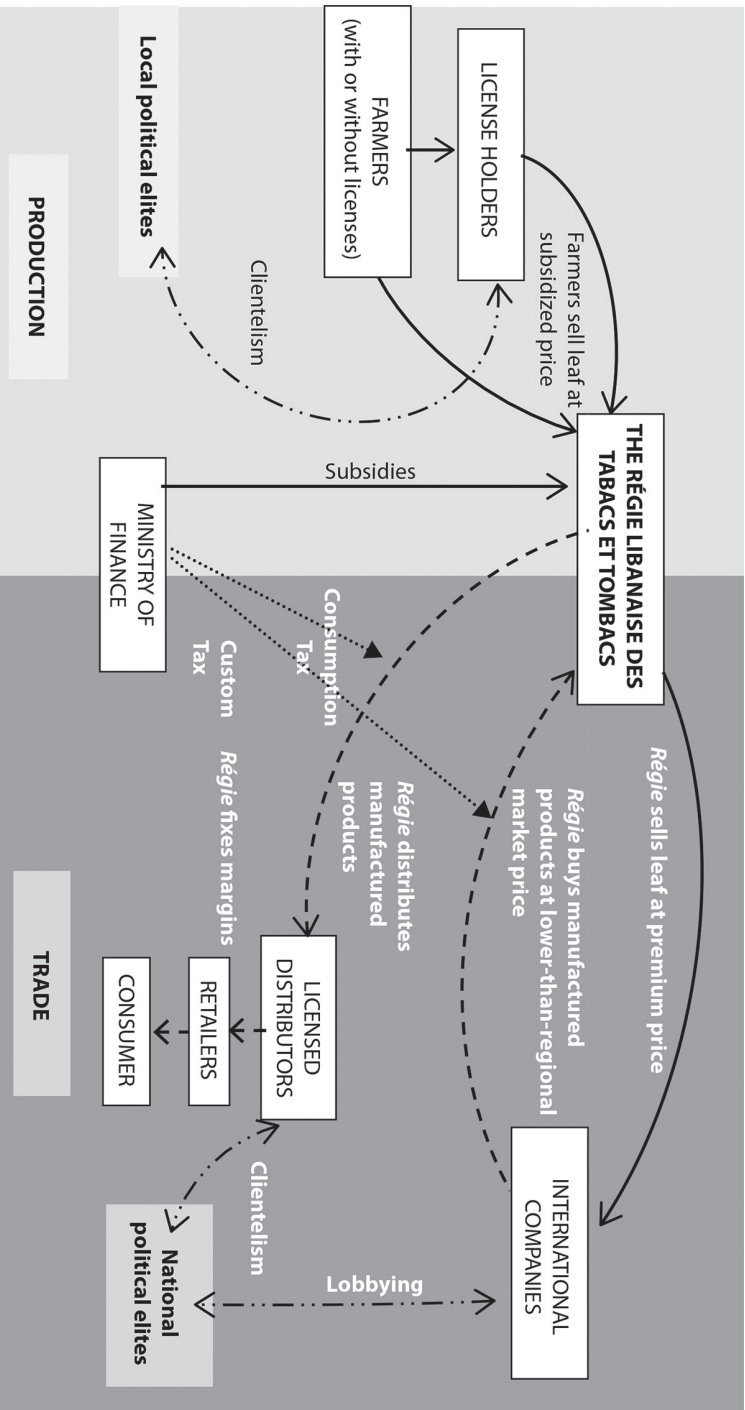 THE RÉGIE LIBANAISE DES
TABACS ET TOMBACS
LICENSE HOLDERS
FARMERS
(with or without licenses)
Farmers sell leaf at
subsidized price
Local political elites
Clientelism
Subsidies
MINISTRY OF
FINANCE
PRODUCTION
Régie sells leaf at premium price
Régie buys manufactured
products at lower-than-regional
market price
INTERNATIONAL
COMPANIES
Consumption
Tax
Custom
Tax
Régie distributes
manufactured
products
Régie fixes margins
LICENSED
DISTRIBUTORS
RETAILERS
CONSUMER
Clientelism
Lobbying
National
political elites
TRADE